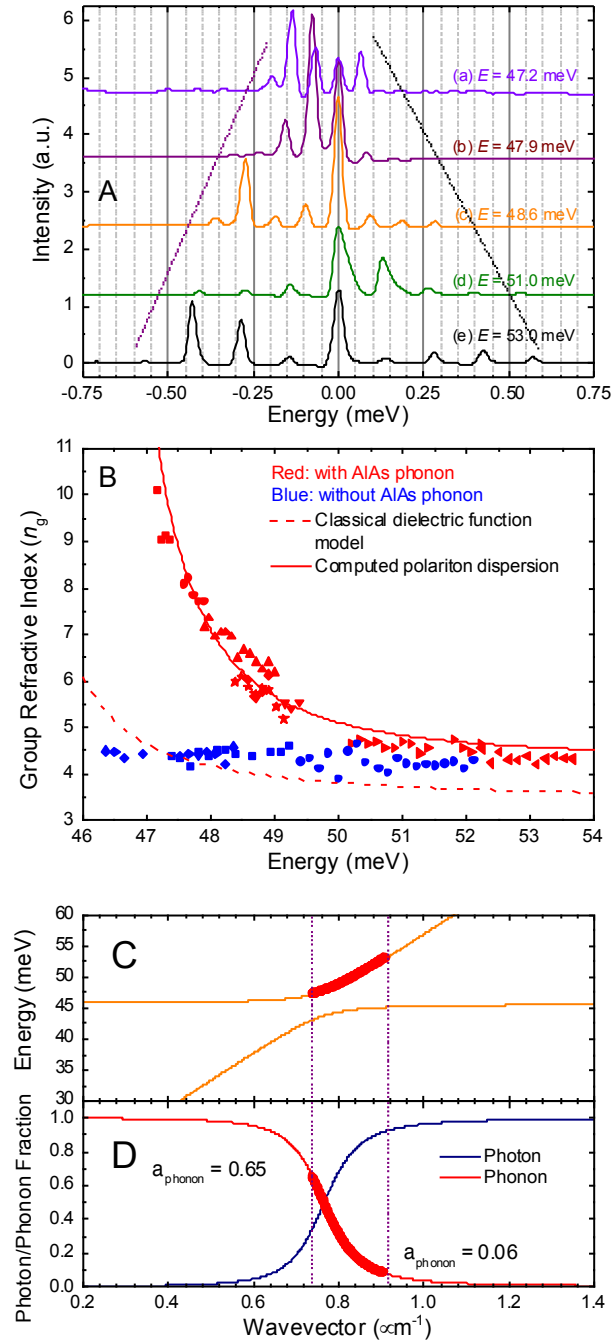 6
5
4
3
2
1
0
Intensity (a.u.)
A
(a) E = 47.2 meV
(b) E = 47.9 meV
(c) E = 48.6 meV
(d) E = 51.0 meV
(e) E = 53.0 meV
-0.75 -0.50 -0.25 0.00 0.25 0.50 0.75
Energy (meV)
11
10
9
8
7
6
5
4
3
Group Refractive Index (ng)
B
Red: with AlAs phonon
Blue: without AlAs phonon
Classical dielectric function
model
Computed polariton dispersion
46 47 48 49 50 51 52 53 54
Energy (meV)
60
55
50
45
40
35
30
Energy (meV)
C
1.0
0.8
0.6
0.4
0.2
0.0
Photon/Phonon Fraction
D
Photon
Phonon
aphonon = 0.65
aphonon = 0.06
0.2 0.4 0.6 0.8 1.0 1.2 1.4
Wavevector (∝m-1)